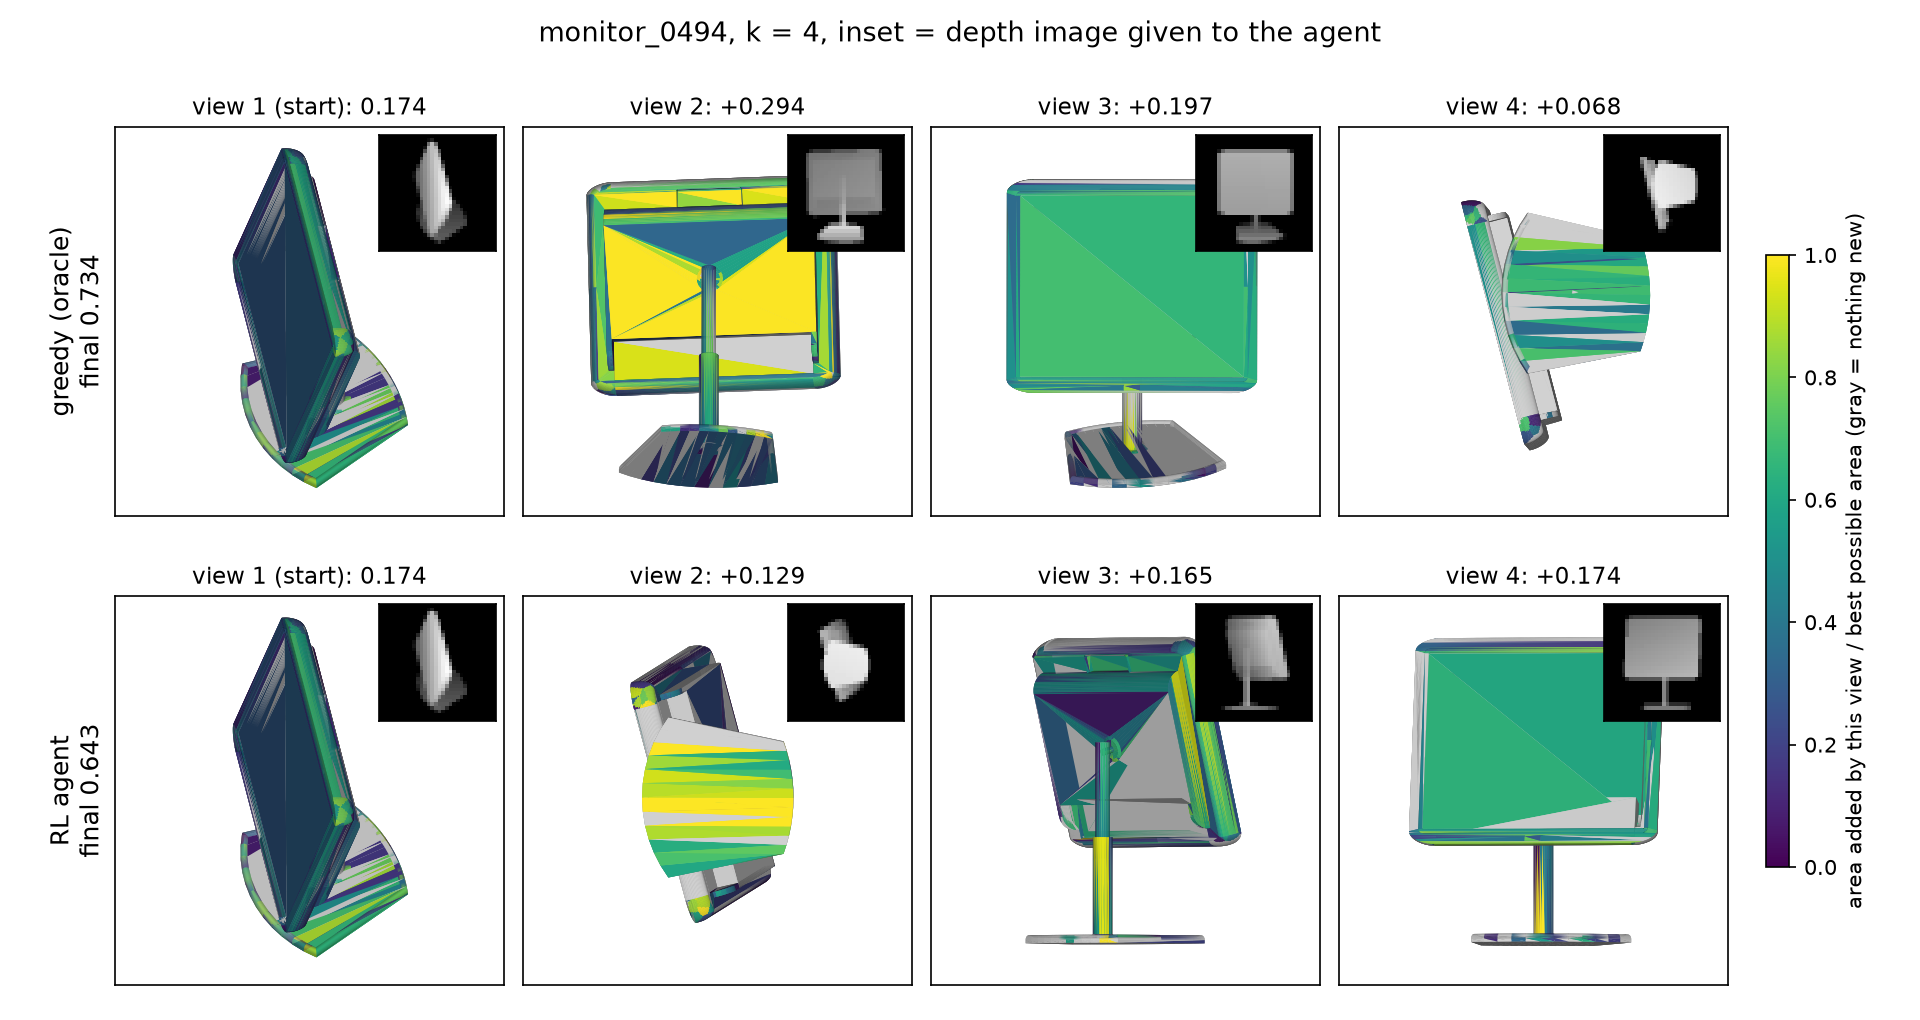 monitor_0494, k = 4, inset = depth image given to the agent
greedy (oracle)
final 0.734
view 1 (start): 0.174
view 2: +0.294
view 3: +0.197
view 4: +0.068
RL agent
final 0.643
view 1 (start): 0.174
view 2: +0.129
view 3: +0.165
view 4: +0.174
1.0
0.8
0.6
0.4
0.2
0.0
area added by this view / best possible area (gray = nothing new)